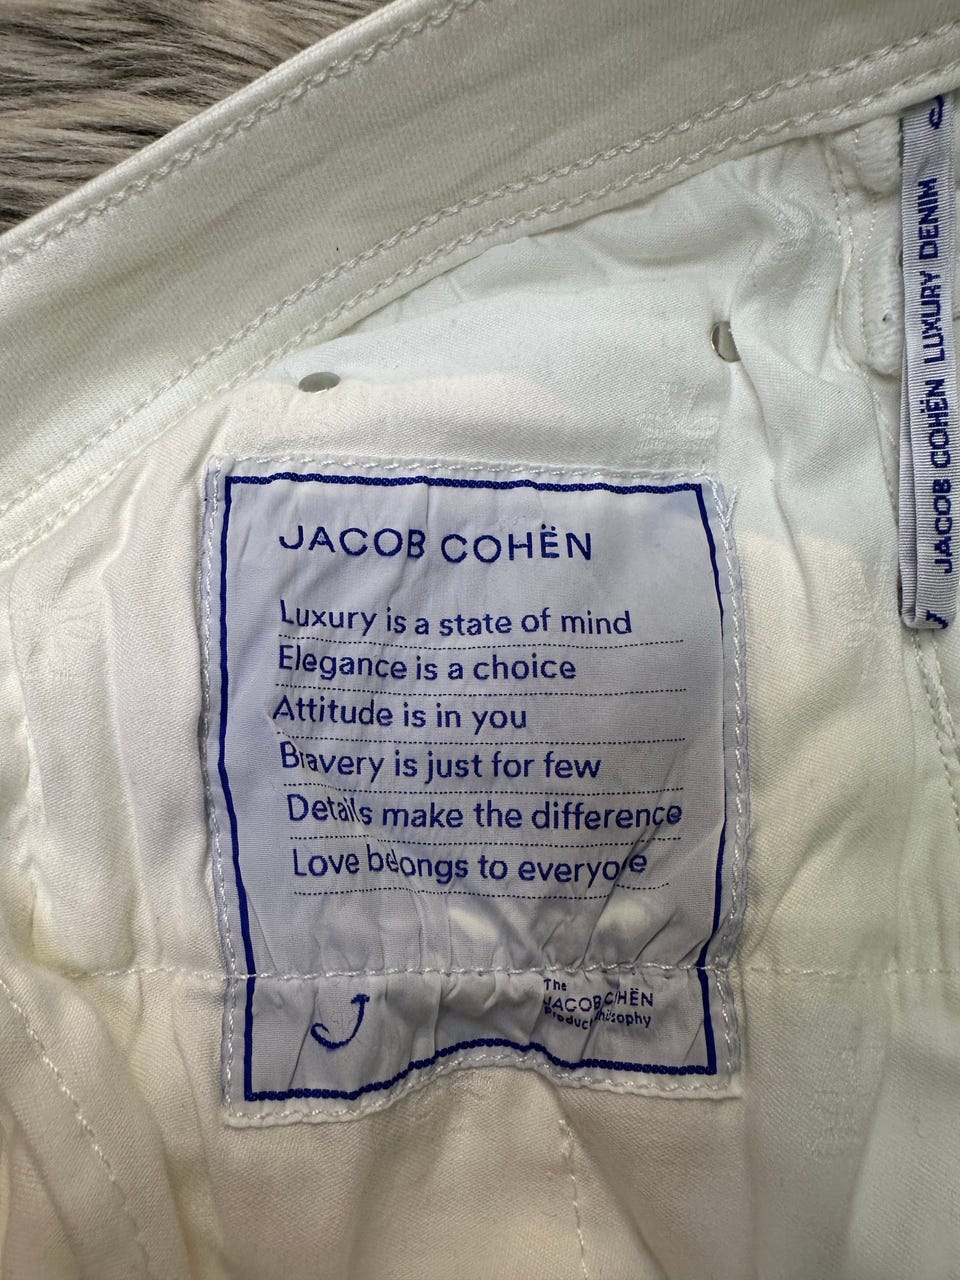 JACOB COHËN
Luxury is a state of mind
Elegance is a choice
Attitude is in you
Bravery is just for few
Details make the difference
Love belongs to everyone
J
The
JACOB COHËN
Product Philosophy
JACOB COHËN LUXURY DENIM